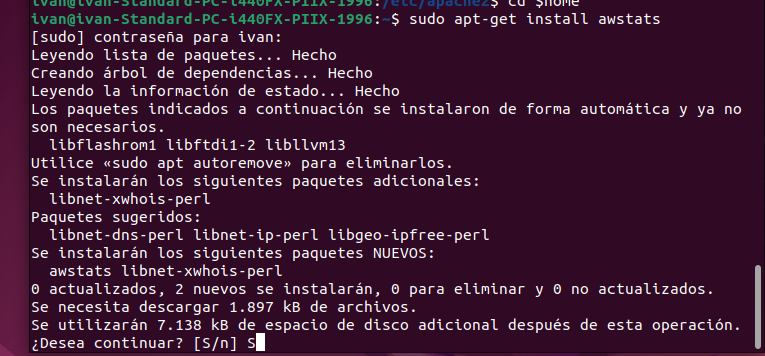 ivan@ivan-Standard-PC-i440FX-PIIX-1996:/etc/apache2$ cd $home
ivan@ivan-Standard-PC-i440FX-PIIX-1996:~$ sudo apt-get install awstats
[sudo] contraseña para ivan:
Leyendo lista de paquetes... Hecho
Creando árbol de dependencias... Hecho
Leyendo la información de estado... Hecho
Los paquetes indicados a continuación se instalaron de forma automática y ya no
son necesarios.
  libflashrom1 libftdi1-2 libllvm13
Utilice «sudo apt autoremove» para eliminarlos.
Se instalarán los siguientes paquetes adicionales:
  libnet-xwhois-perl
Paquetes sugeridos:
  libnet-dns-perl libnet-ip-perl libgeo-ipfree-perl
Se instalarán los siguientes paquetes NUEVOS:
  awstats libnet-xwhois-perl
0 actualizados, 2 nuevos se instalarán, 0 para eliminar y 0 no actualizados.
Se necesita descargar 1.897 kB de archivos.
Se utilizarán 7.138 kB de espacio de disco adicional después de esta operación.
¿Desea continuar? [S/n] S